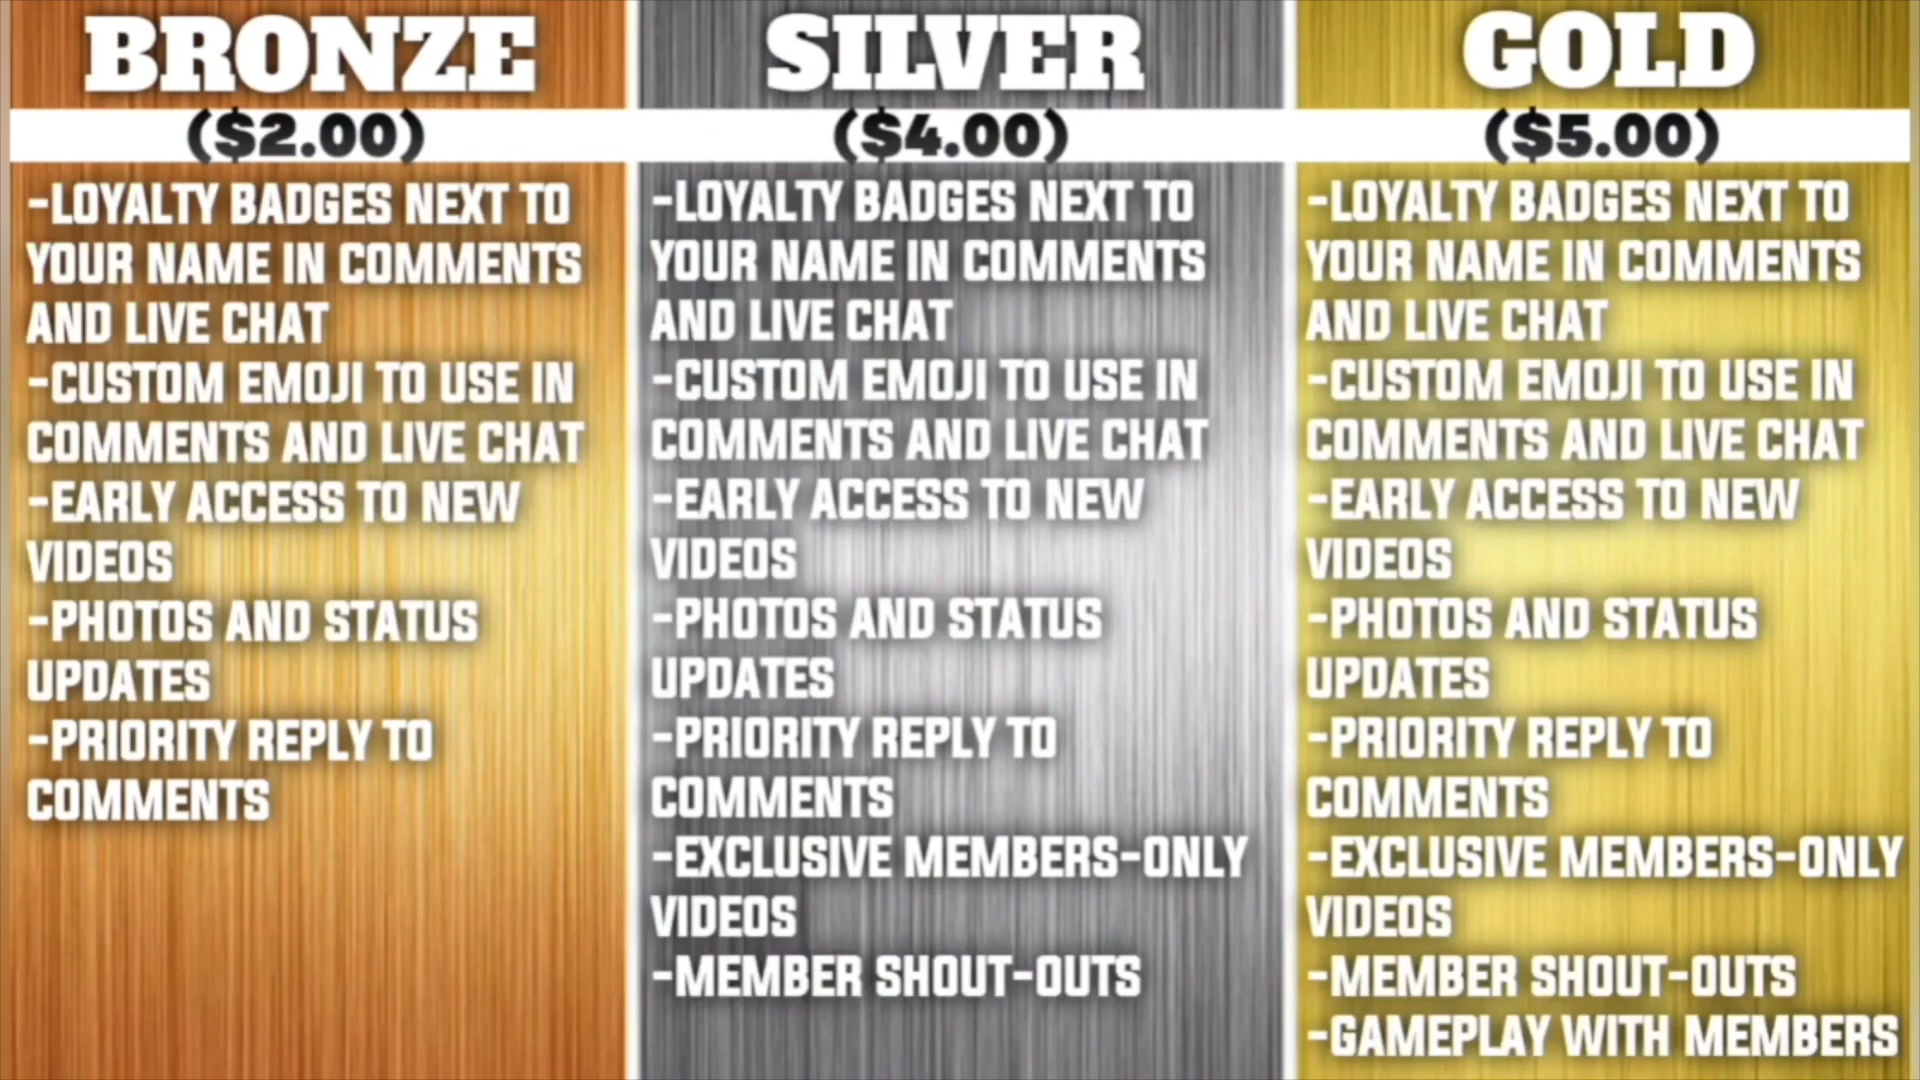 BRONZE
($2.00)
-LOYALTY BADGES NEXT TO
YOUR NAME IN COMMENTS
AND LIVE CHAT
-CUSTOM EMOJI TO USE IN
COMMENTS AND LIVE CHAT
-EARLY ACCESS TO NEW
VIDEOS
-PHOTOS AND STATUS
UPDATES
-PRIORITY REPLY TO
COMMENTS
SILVER
($4.00)
-LOYALTY BADGES NEXT TO
YOUR NAME IN COMMENTS
AND LIVE CHAT
-CUSTOM EMOJI TO USE IN
COMMENTS AND LIVE CHAT
-EARLY ACCESS TO NEW
VIDEOS
-PHOTOS AND STATUS
UPDATES
-PRIORITY REPLY TO
COMMENTS
-EXCLUSIVE MEMBERS-ONLY
VIDEOS
-MEMBER SHOUT-OUTS
GOLD
($5.00)
-LOYALTY BADGES NEXT TO
YOUR NAME IN COMMENTS
AND LIVE CHAT
-CUSTOM EMOJI TO USE IN
COMMENTS AND LIVE CHAT
-EARLY ACCESS TO NEW
VIDEOS
-PHOTOS AND STATUS
UPDATES
-PRIORITY REPLY TO
COMMENTS
-EXCLUSIVE MEMBERS-ONLY
VIDEOS
-MEMBER SHOUT-OUTS
-GAMEPLAY WITH MEMBERS